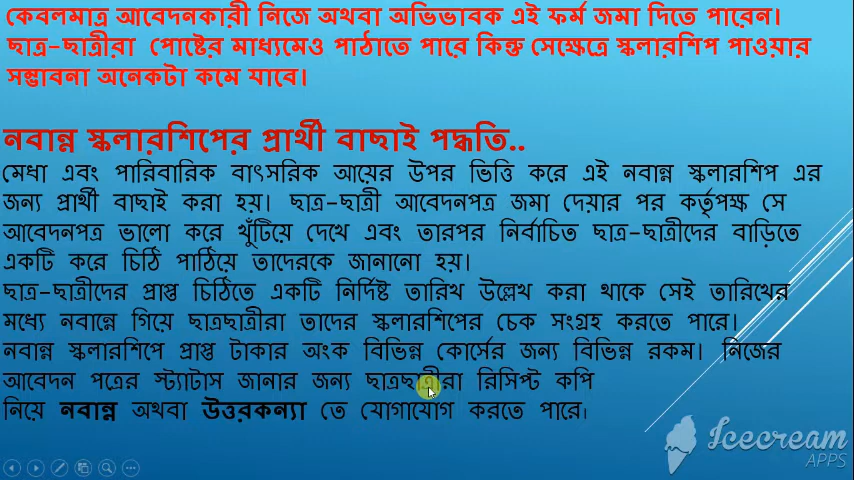 কেবলমাত্র আবেদনকারী নিজে অথবা অভিভাবক এই ফর্ম জমা দিতে পারেন।
ছাত্র-ছাত্রীরা পোষ্টের মাধ্যমেও পাঠাতে পারে কিন্তু সেক্ষেত্রে স্কলারশিপ পাওয়ার
সম্ভাবনা অনেকটা কমে যাবে।
নবান্ন স্কলারশিপের প্রার্থী বাছাই পদ্ধতি..
মেধা এবং পারিবারিক বাৎসরিক আয়ের উপর ভিত্তি করে এই নবান্ন স্কলারশিপ এর
জন্য প্রার্থী বাছাই করা হয়। ছাত্র-ছাত্রী আবেদনপত্র জমা দেয়ার পর কর্তৃপক্ষ সে
আবেদনপত্র ভালো করে খুঁটিয়ে দেখে এবং তারপর নির্বাচিত ছাত্র-ছাত্রীদের বাড়িতে
একটি করে চিঠি পাঠিয়ে তাদেরকে জানানো হয়।
ছাত্র-ছাত্রীদের প্রাপ্ত চিঠিতে একটি নির্দিষ্ট তারিখ উল্লেখ করা থাকে সেই তারিখের
মধ্যে নবান্নে গিয়ে ছাত্রছাত্রীরা তাদের স্কলারশিপের চেক সংগ্রহ করতে পারে।
নবান্ন স্কলারশিপে প্রাপ্ত টাকার অংক বিভিন্ন কোর্সের জন্য বিভিন্ন রকম। নিজের
আবেদন পত্রের স্ট্যাটাস জানার জন্য ছাত্রছাত্রীরা রিসিপ্ট কপি
নিয়ে নবান্ন অথবা উত্তরকন্যা তে যোগাযোগ করতে পারে।
Icecream
APPS